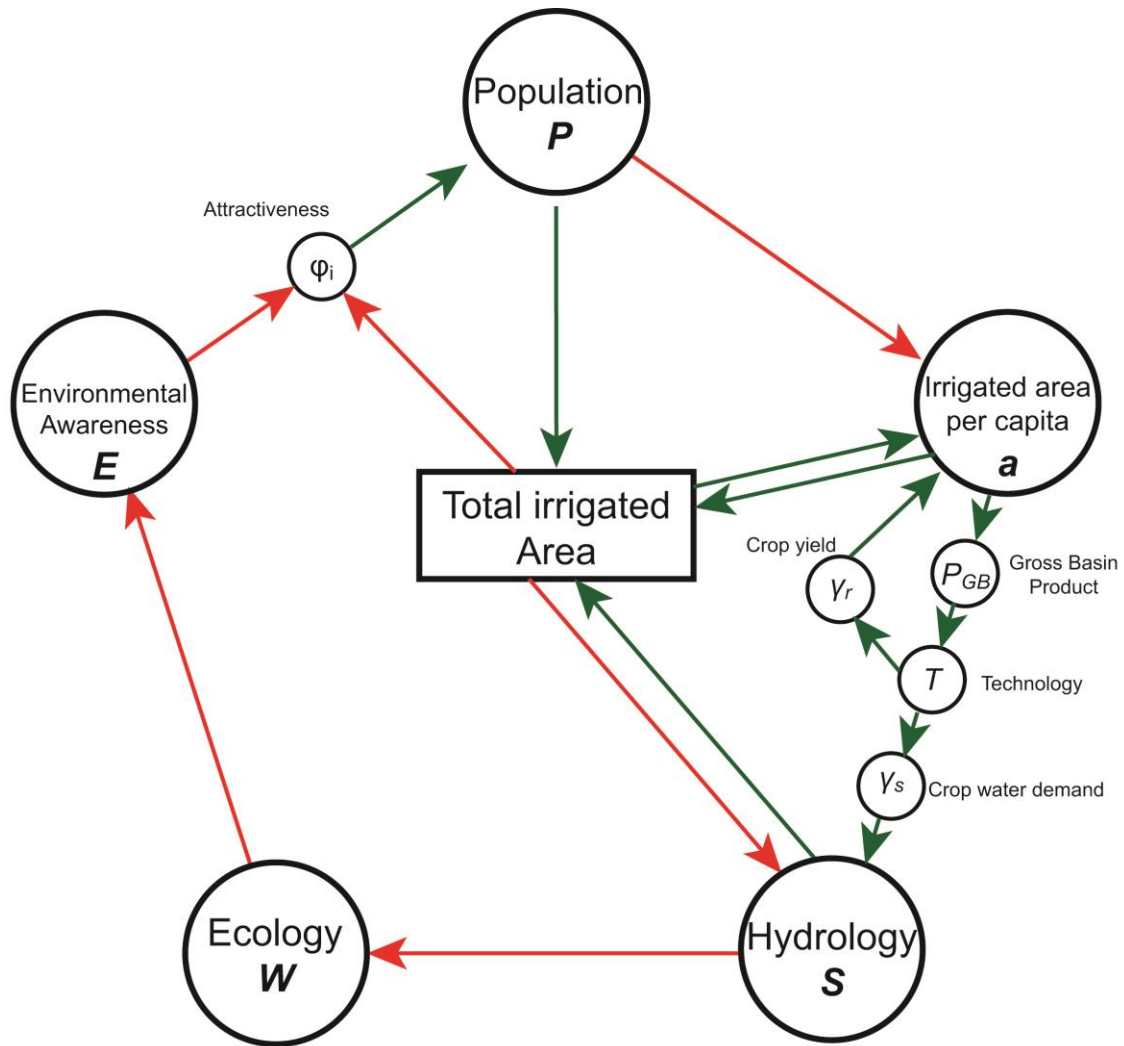 Population
P
Attractiveness
φi
Environmental
Awareness
E
Irrigated area
per capita
a
Total irrigated
Area
Crop yield
γr
PGB
Gross Basin
Product
T
Technology
γs
Crop water demand
Ecology
W
Hydrology
S